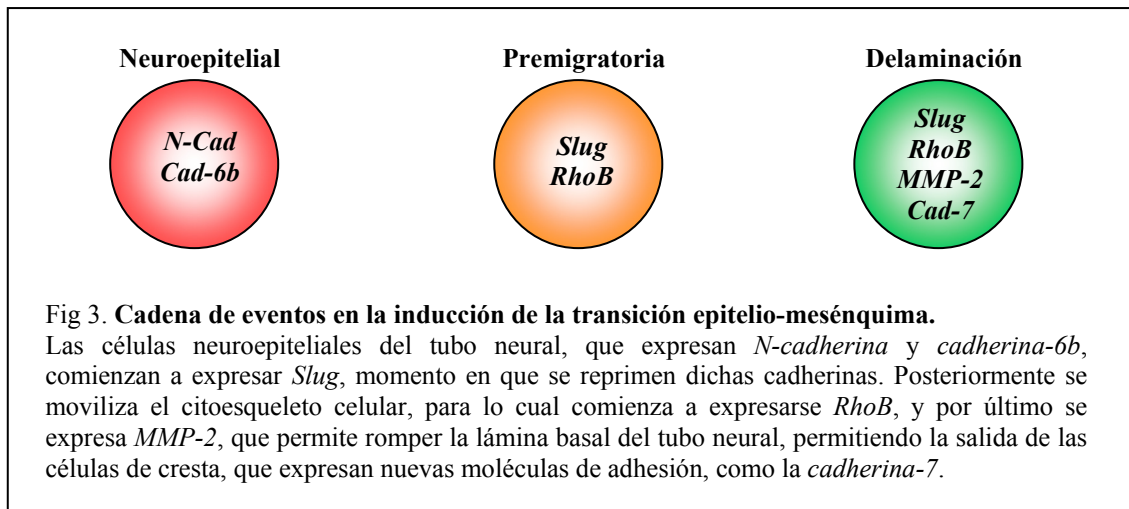 Neuroepitelial Premigratoria Delaminación
N-Cad
Cad-6b
Slug
RhoB
Slug
RhoB
MMP-2
Cad-7
Fig 3. Cadena de eventos en la inducción de la transición epitelio-mesénquima.
Las células neuroepiteliales del tubo neural, que expresan N-cadherina y cadherina-6b,
comienzan a expresar Slug, momento en que se reprimen dichas cadherinas. Posteriormente se
moviliza el citoesqueleto celular, para lo cual comienza a expresarse RhoB, y por último se
expresa MMP-2, que permite romper la lámina basal del tubo neural, permitiendo la salida de las
células de cresta, que expresan nuevas moléculas de adhesión, como la cadherina-7.